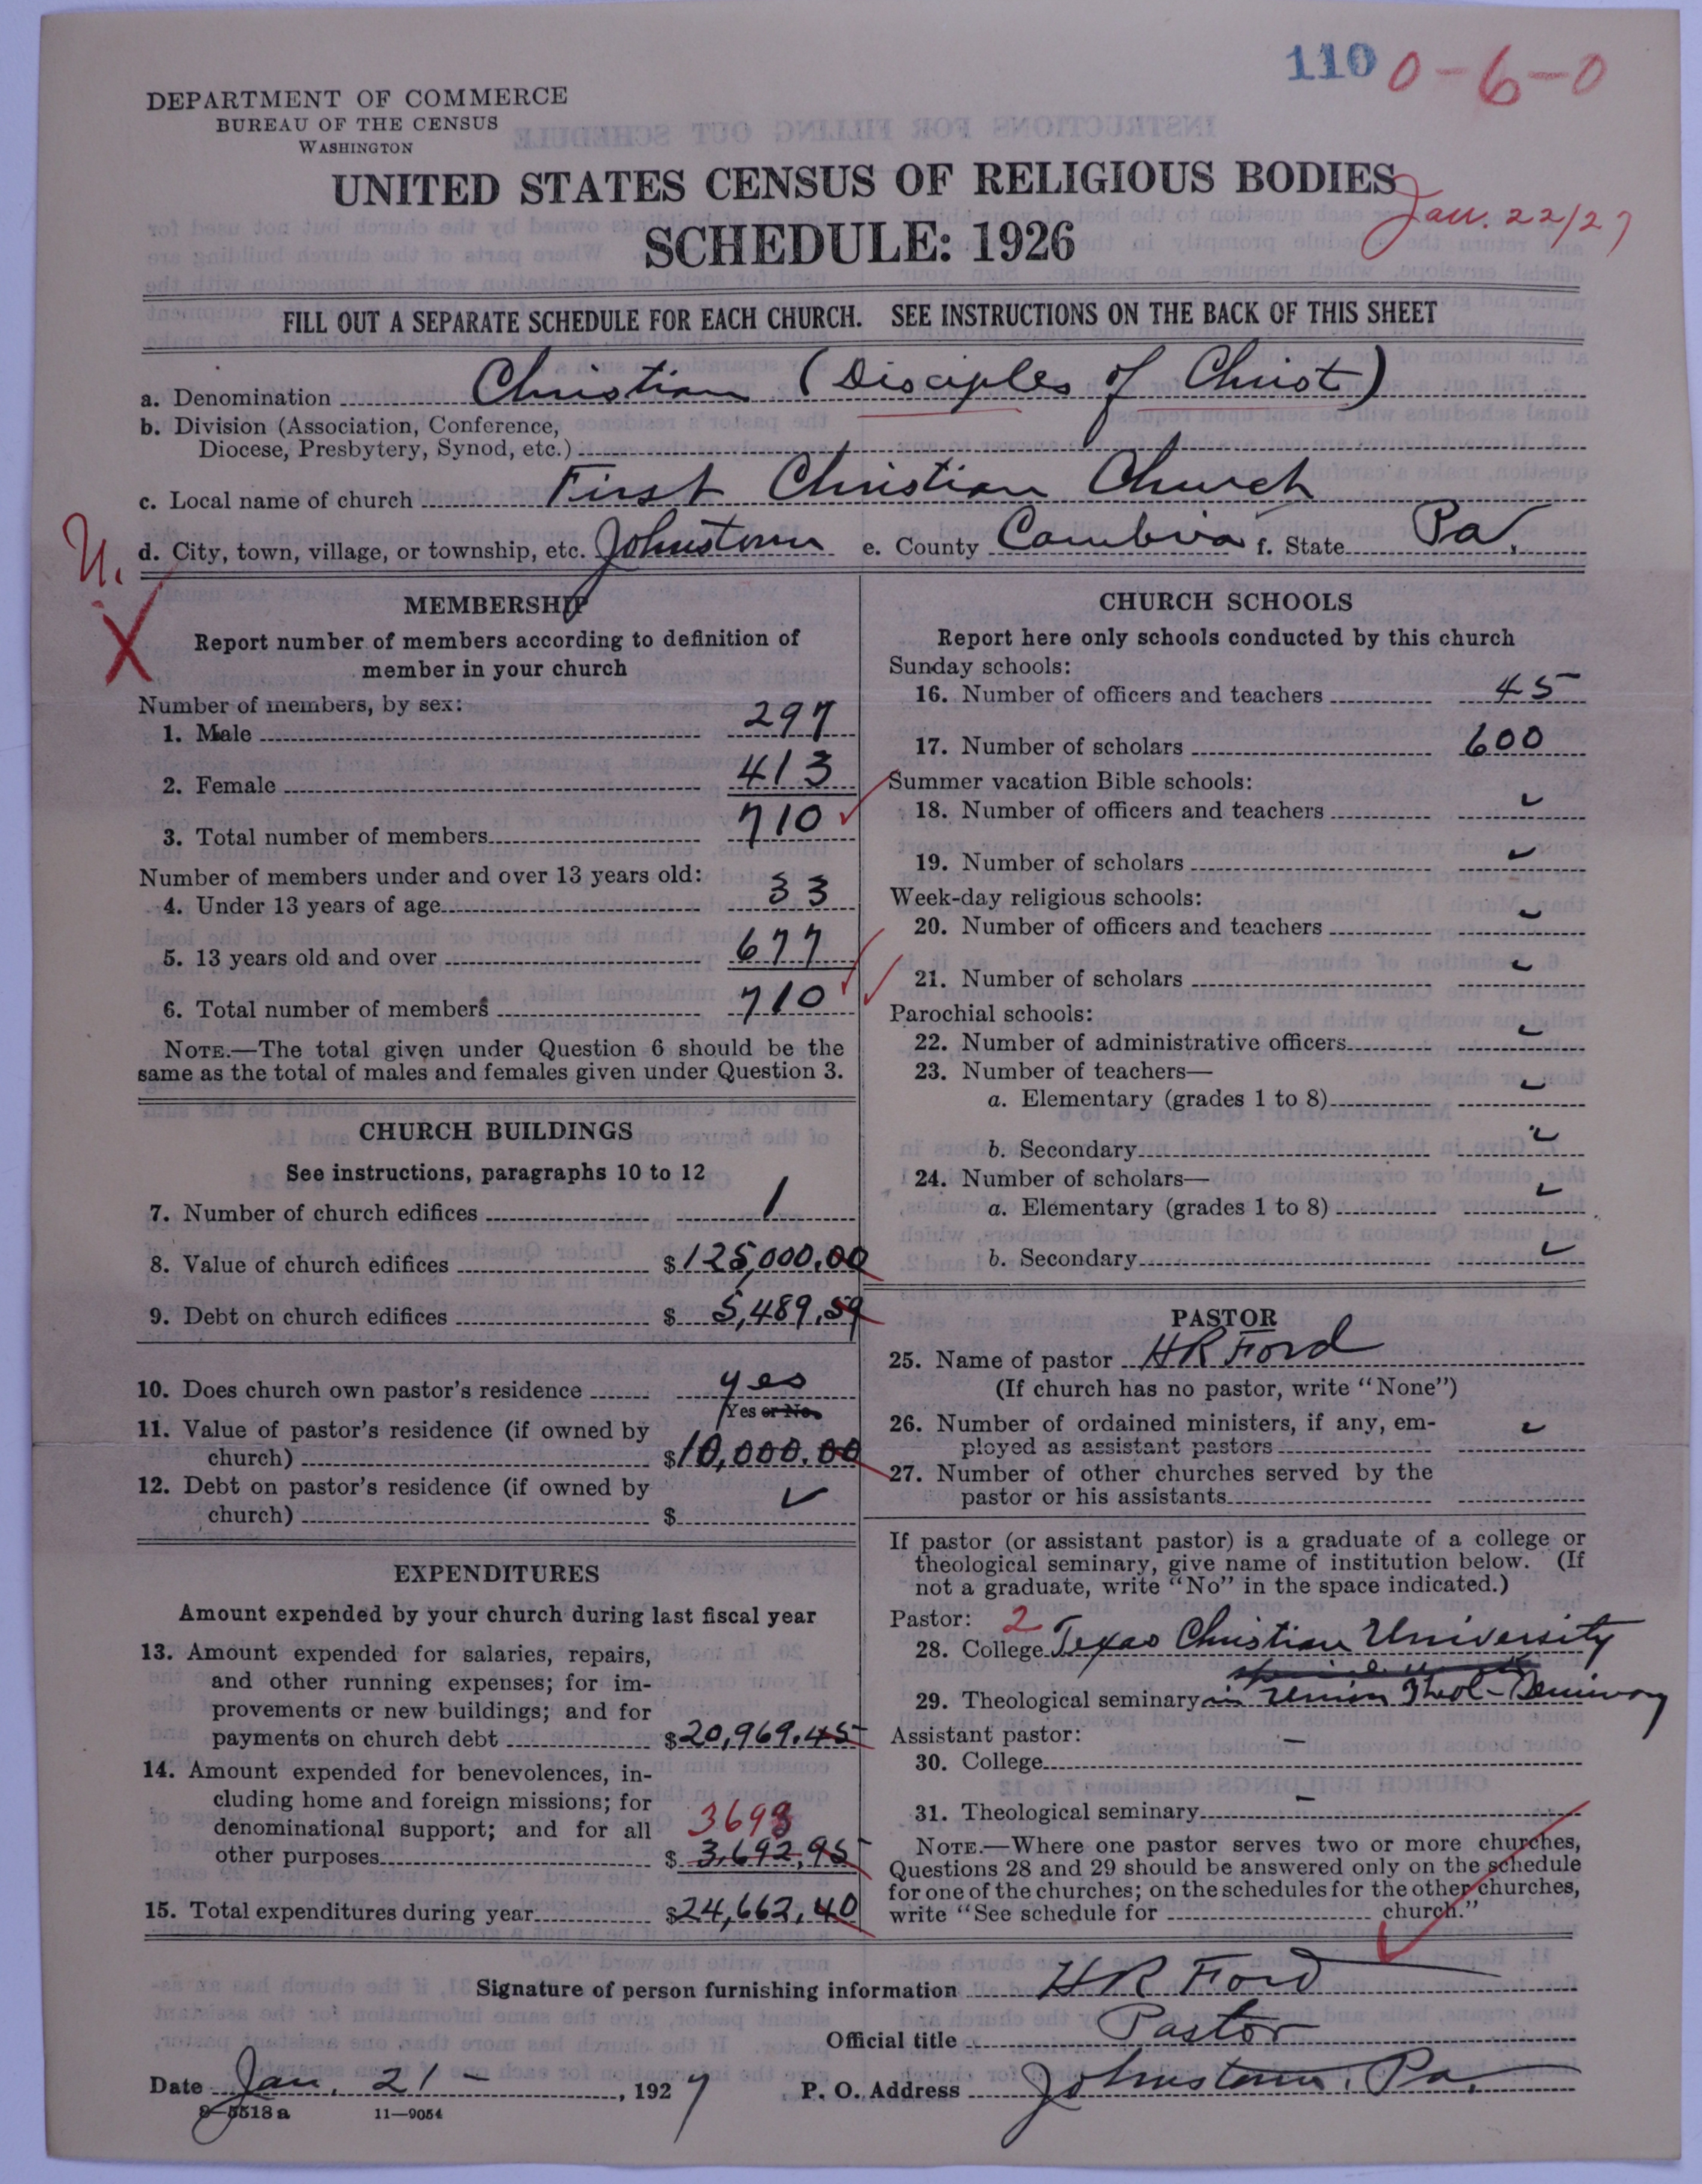 110 0-6-0
DEPARTMENT OF COMMERCE
BUREAU OF THE CENSUS
WASHINGTON
UNITED STATES CENSUS OF RELIGIOUS BODIES
Jan. 22/27
SCHEDULE: 1926
FILL OUT A SEPARATE SCHEDULE FOR EACH CHURCH. SEE INSTRUCTIONS ON THE BACK OF THIS SHEET
a. Denomination Christian (Disciples of Christ)
b. Division (Association, Conference,
Diocese, Presbytery, Synod, etc.)
c. Local name of church First Christian Church
U.
d. City, town, village, or township, etc. Johnstown e. County Cambria f. State Pa.
X
MEMBERSHIP
Report number of members according to definition of
member in your church
Number of members, by sex:
1. Male 297
2. Female 413
3. Total number of members 710 ✓
Number of members under and over 13 years old:
4. Under 13 years of age 33
5. 13 years old and over 677
6. Total number of members 710 ✓
NOTE.—The total given under Question 6 should be the
same as the total of males and females given under Question 3.
CHURCH BUILDINGS
See instructions, paragraphs 10 to 12
7. Number of church edifices 1
8. Value of church edifices $125,000.00
9. Debt on church edifices $5,489.59
10. Does church own pastor's residence yes
Yes or No.
11. Value of pastor's residence (if owned by
church) $10,000.00
12. Debt on pastor's residence (if owned by
church) $ ✓
EXPENDITURES
Amount expended by your church during last fiscal year
13. Amount expended for salaries, repairs,
and other running expenses; for im-
provements or new buildings; and for
payments on church debt $20,969.45
14. Amount expended for benevolences, in-
cluding home and foreign missions; for
denominational support; and for all 3693
other purposes $3,692,95
15. Total expenditures during year $24,662,40
CHURCH SCHOOLS
Report here only schools conducted by this church
Sunday schools:
16. Number of officers and teachers 45
17. Number of scholars 600
Summer vacation Bible schools:
18. Number of officers and teachers ✓
19. Number of scholars ✓
Week-day religious schools:
20. Number of officers and teachers ✓
21. Number of scholars ✓
Parochial schools:
22. Number of administrative officers ✓
23. Number of teachers—
a. Elementary (grades 1 to 8) ✓
b. Secondary ✓
24. Number of scholars—
a. Elementary (grades 1 to 8) ✓
b. Secondary ✓
PASTOR
25. Name of pastor HR Ford
(If church has no pastor, write "None")
26. Number of ordained ministers, if any, em-
ployed as assistant pastors ✓
27. Number of other churches served by the
pastor or his assistants
If pastor (or assistant pastor) is a graduate of a college or
theological seminary, give name of institution below. (If
not a graduate, write "No" in the space indicated.)
Pastor: 2
28. College Texas Christian University
29. Theological seminary in Union Theol-Seminary
Assistant pastor:
30. College —
31. Theological seminary —
NOTE.—Where one pastor serves two or more churches,
Questions 28 and 29 should be answered only on the schedule
for one of the churches; on the schedules for the other churches,
write "See schedule for church."
Signature of person furnishing information HR Ford
Official title Pastor
Date Jan. 21 - , 1927 P. O. Address Johnstown, Pa.
8-5518 a 11—9054